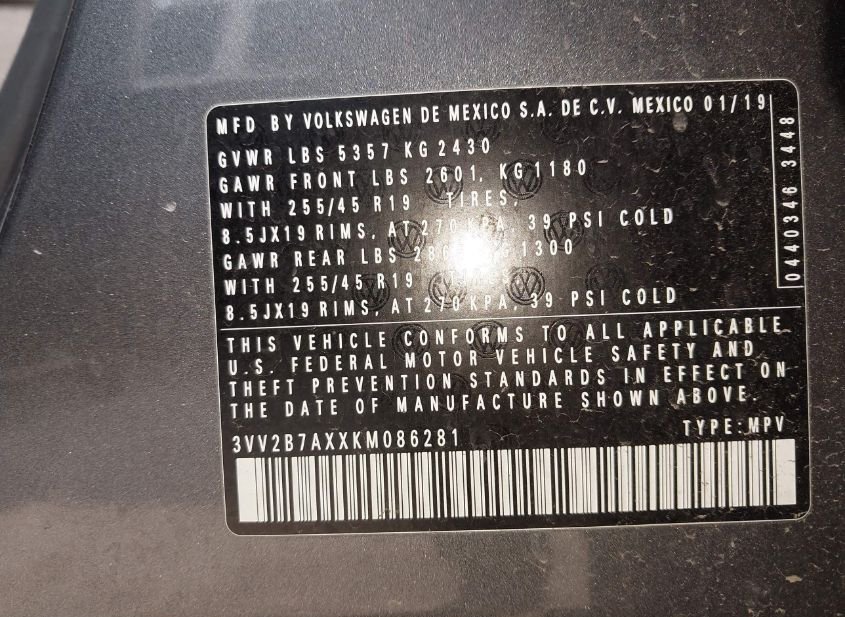 MFD BY VOLKSWAGEN DE MEXICO S.A. DE C.V. MEXICO 01/19
GVWR LBS 5357 KG 2430
GAWR FRONT LBS 2601, KG 1180
WITH 255/45 R19 TIRES,
8.5JX19 RIMS, AT 270 KPA, 39 PSI COLD
GAWR REAR LBS 1300
WITH 255/45 R19
8.5JX19 RIMS, AT 270 KPA, 39 PSI COLD
0440346 3448
THIS VEHICLE CONFORMS TO ALL APPLICABLE
U.S. FEDERAL MOTOR VEHICLE SAFETY AND
THEFT PREVENTION STANDARDS IN EFFECT ON
THE DATE OF MANUFACTURE SHOWN ABOVE.
3VV2B7AXXKM086281 TYPE:MPV